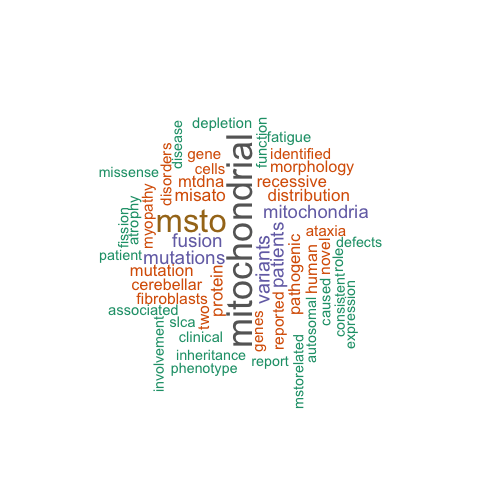 depletion
disease
function
fatigue
disorders
gene
identified
cells
morphology
missense
mtdna
recessive
misato
distribution
mitochondrial
myopathy
msto
mitochondria
atrophy
fission
fusion
patients
ataxia
defects
patient
mutations
variants
pathogenic
human
novel
role
mutation
protein
cerebellar
fibroblasts
reported
caused
consistent
expression
associated
two
slca
genes
autosomal
clinical
involvement
inheritance
report
phenotype
mstorelated